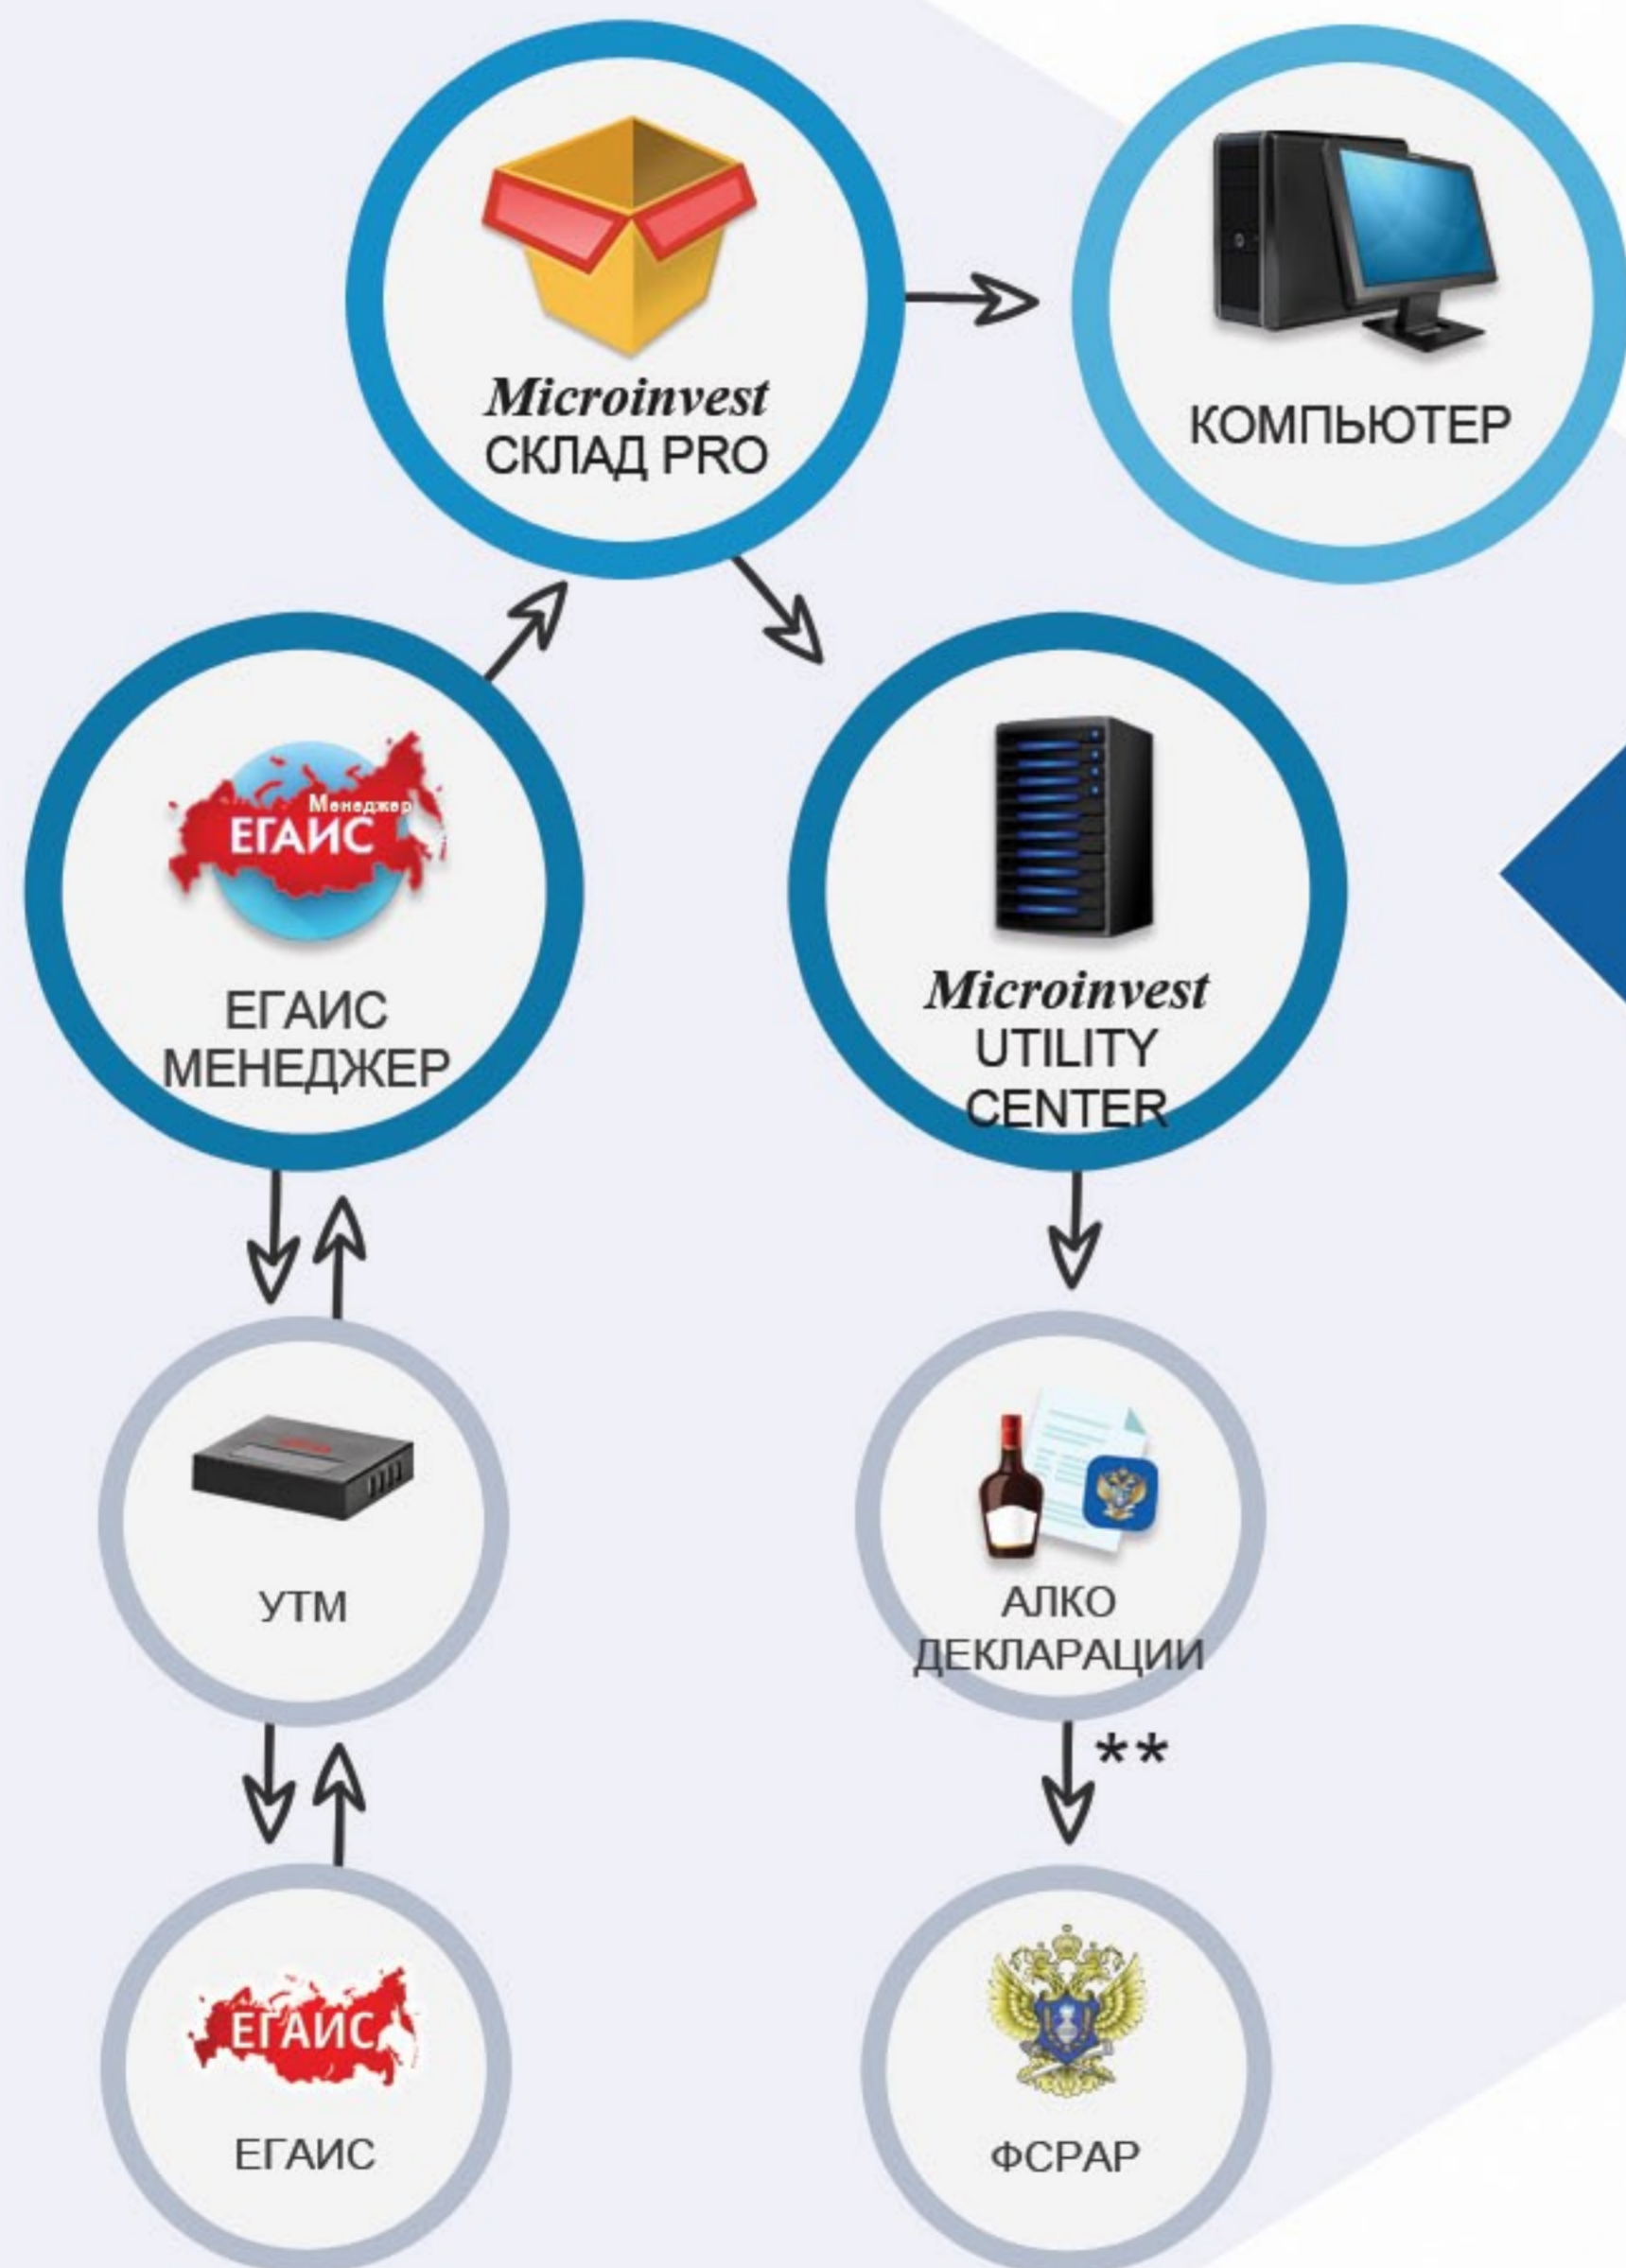 Microinvest
СКЛАД PRO
КОМПЬЮТЕР
Менеджер
ЕГАИС
ЕГАИС
МЕНЕДЖЕР
Microinvest
UTILITY
CENTER
УТМ
АЛКО
ДЕКЛАРАЦИИ
**
ЕГАИС
ЕГАИС
ФСРАР